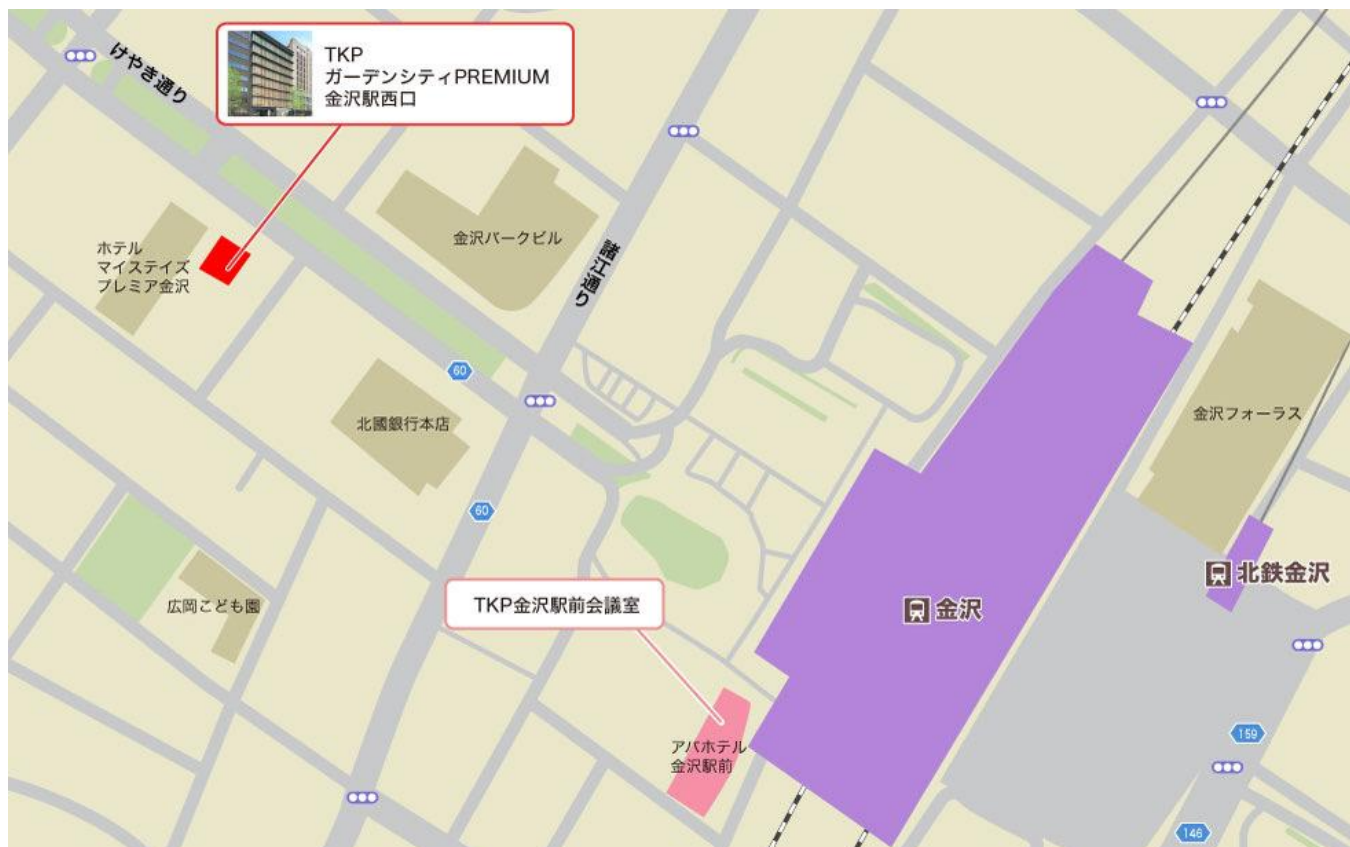 けやき通り
TKP
ガーデンシティPREMIUM
金沢駅西口
金沢パークビル
諸江通り
ホテル
マイステイズ
プレミア金沢
60
北國銀行本店
金沢フォーラス
60
北鉄金沢
広岡こども園
TKP金沢駅前会議室
金沢
アパホテル
金沢駅前
159
146